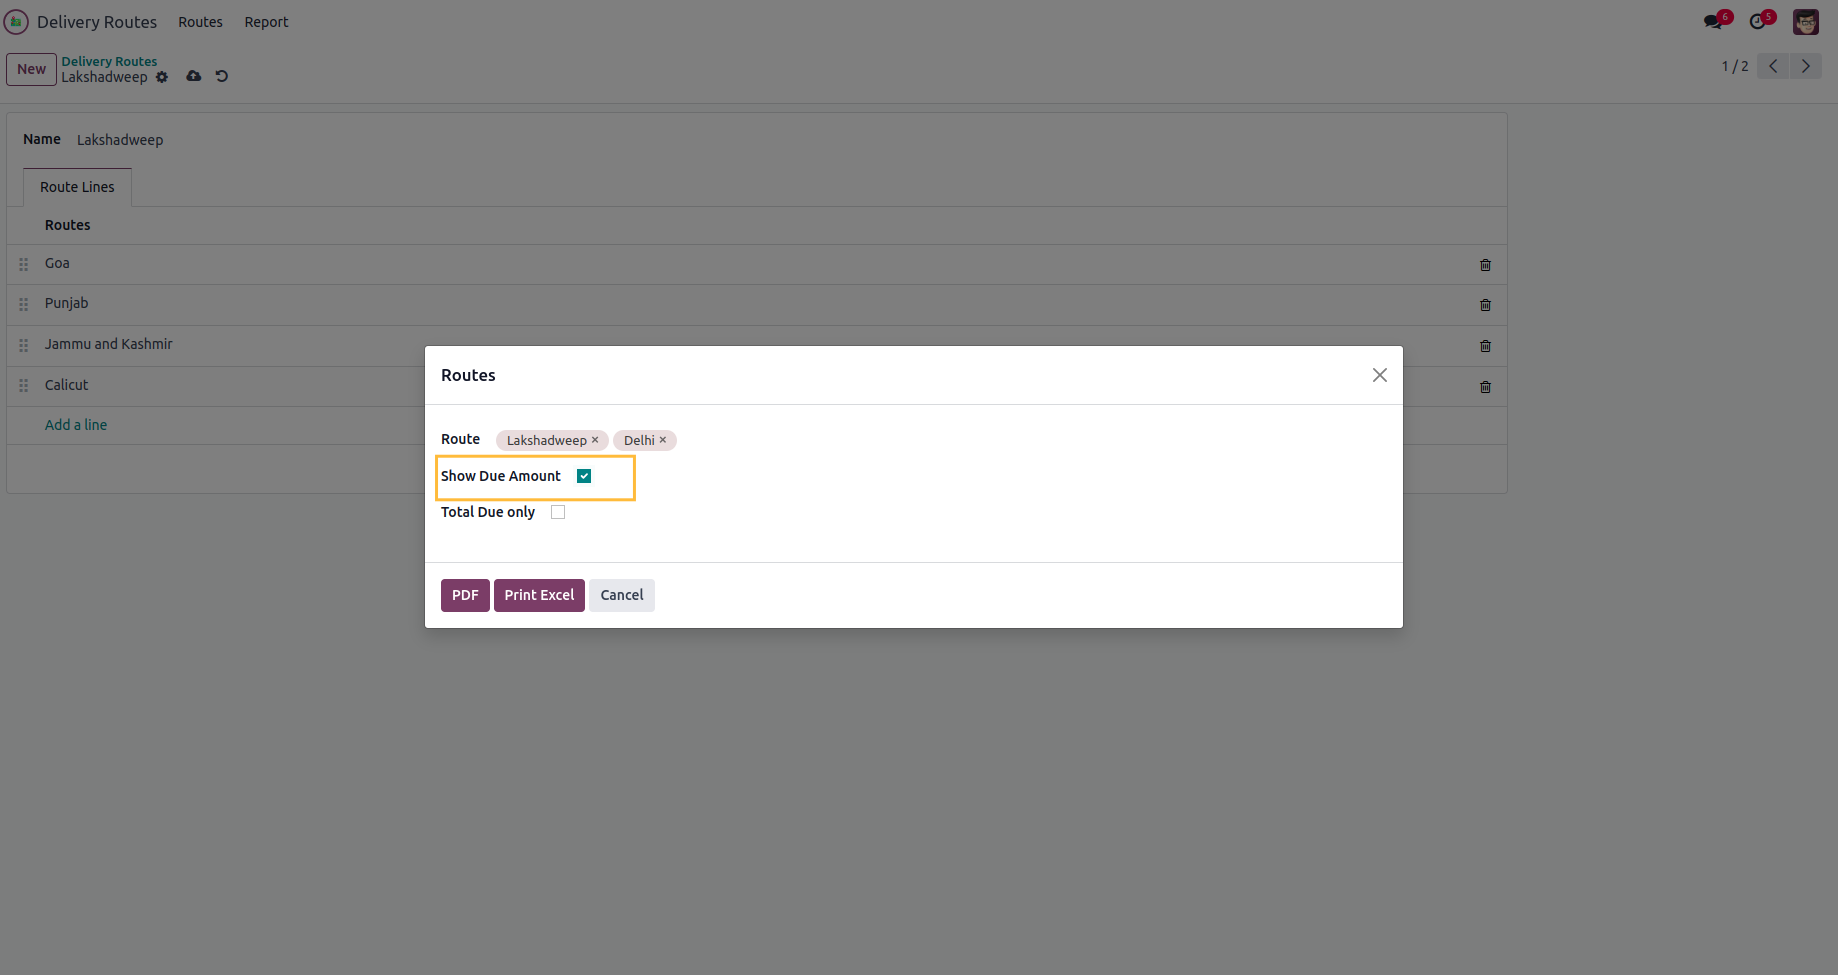 Delivery Routes Routes Report 6 5
New Delivery Routes
Lakshadweep 1 / 2
Name Lakshadweep
Route Lines
Routes
Goa
Punjab
Jammu and Kashmir
Calicut
Add a line
Routes
Route Lakshadweep × Delhi ×
Show Due Amount
Total Due only
PDF Print Excel Cancel